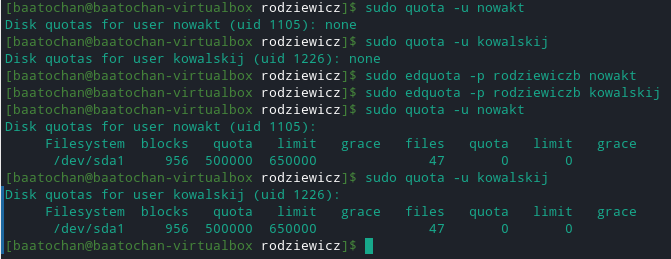 [baatochan@baatochan-virtualbox rodziewicz]$ sudo quota -u nowakt
Disk quotas for user nowakt (uid 1105): none
[baatochan@baatochan-virtualbox rodziewicz]$ sudo quota -u kowalskij
Disk quotas for user kowalskij (uid 1226): none
[baatochan@baatochan-virtualbox rodziewicz]$ sudo edquota -p rodziewiczb nowakt
[baatochan@baatochan-virtualbox rodziewicz]$ sudo edquota -p rodziewiczb kowalskij
[baatochan@baatochan-virtualbox rodziewicz]$ sudo quota -u nowakt
Disk quotas for user nowakt (uid 1105):
     Filesystem  blocks   quota   limit   grace   files   quota   limit   grace
      /dev/sda1     956  500000  650000              47       0       0
[baatochan@baatochan-virtualbox rodziewicz]$ sudo quota -u kowalskij
Disk quotas for user kowalskij (uid 1226):
     Filesystem  blocks   quota   limit   grace   files   quota   limit   grace
      /dev/sda1     956  500000  650000              47       0       0
[baatochan@baatochan-virtualbox rodziewicz]$